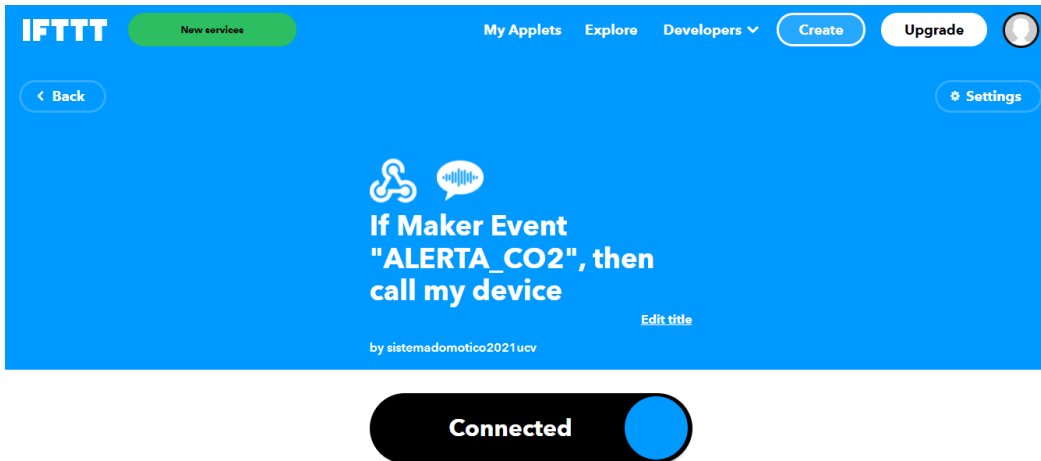 IFTTT New services My Applets Explore Developers Create Upgrade
Back Settings
If Maker Event
"ALERTA_CO2", then
call my device
Edit title
by sistemadomotico2021ucv
Connected